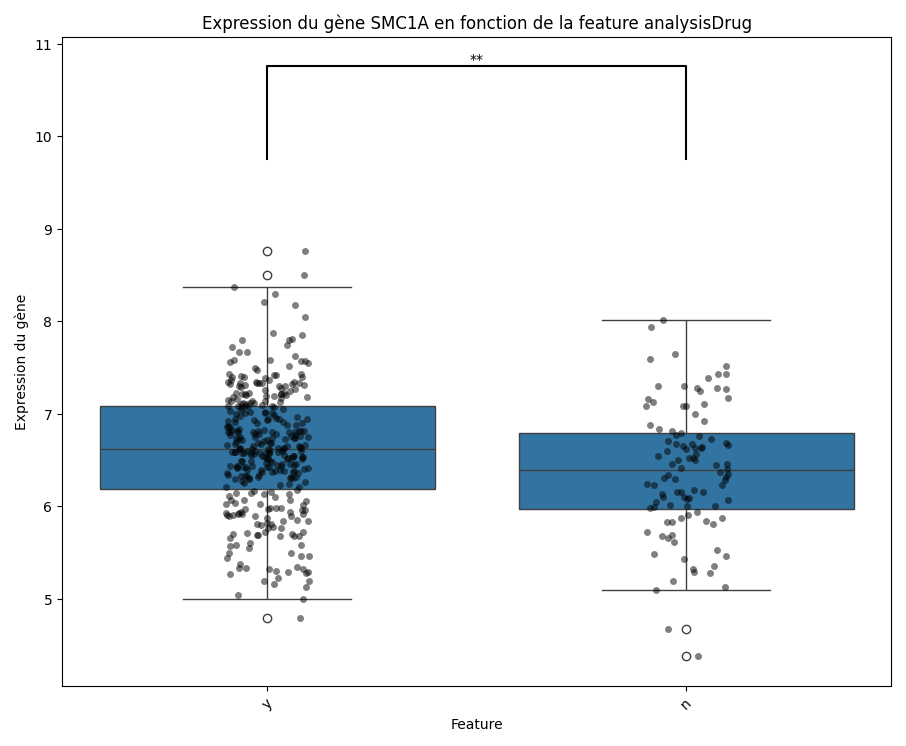 Expression du gène SMC1A en fonction de la feature analysisDrug
**
11
10
9
8
7
6
5
Expression du gène
y
n
Feature